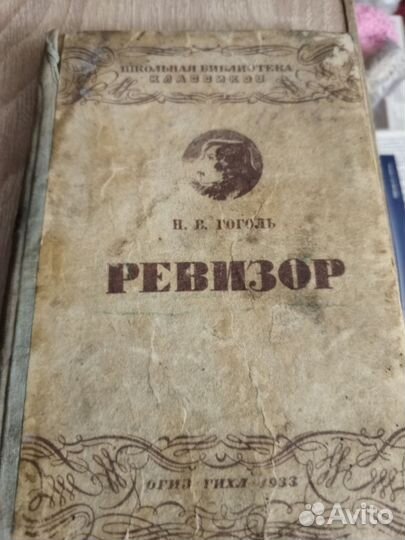 ШКОЛЬНАЯ БИБЛИОТЕКА
КЛАССИКОВ
Н. В. ГОГОЛЬ
РЕВИЗОР
ОГИЗ ГИХЛ 1933
Avito